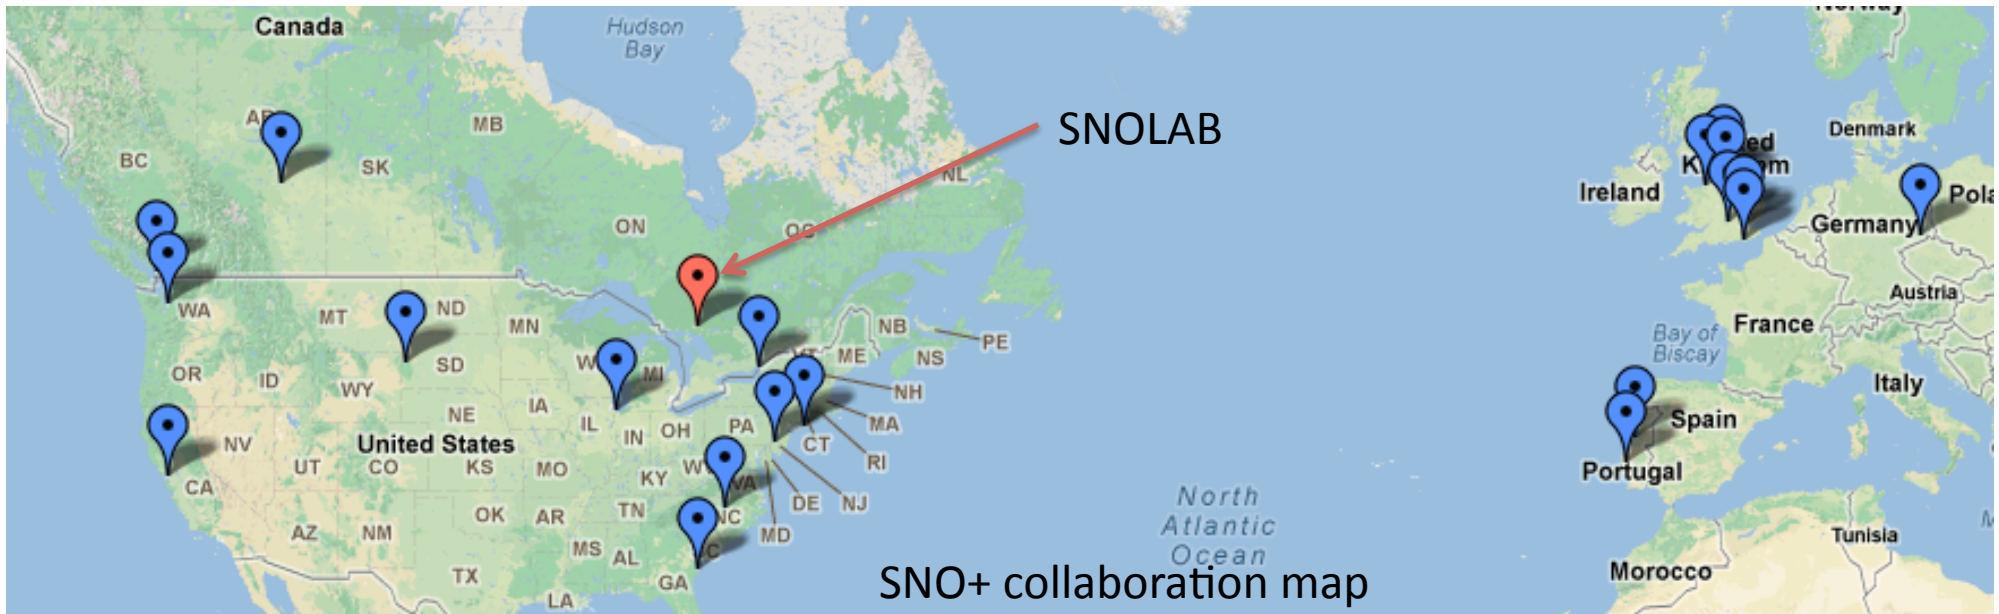 Canada
Hudson
Bay
Norway
SNOLAB
MB
BC
SK
NL
ON
Denmark
Ireland
Germany
WA
MT
ND
MN
NB
PE
ME
NS
Austria
France
Bay of
Biscay
OR
ID
WY
SD
MI
NH
Italy
NE
IA
IL
IN
OH
PA
MA
CT
RI
Spain
Portugal
NV
United States
UT
CO
KS
MO
KY
CA
DE
NJ
MD
North
Atlantic
Ocean
AZ
NM
OK
AR
TN
NC
MS
AL
GA
TX
LA
Tunisia
Morocco
SNO+ collaboration map